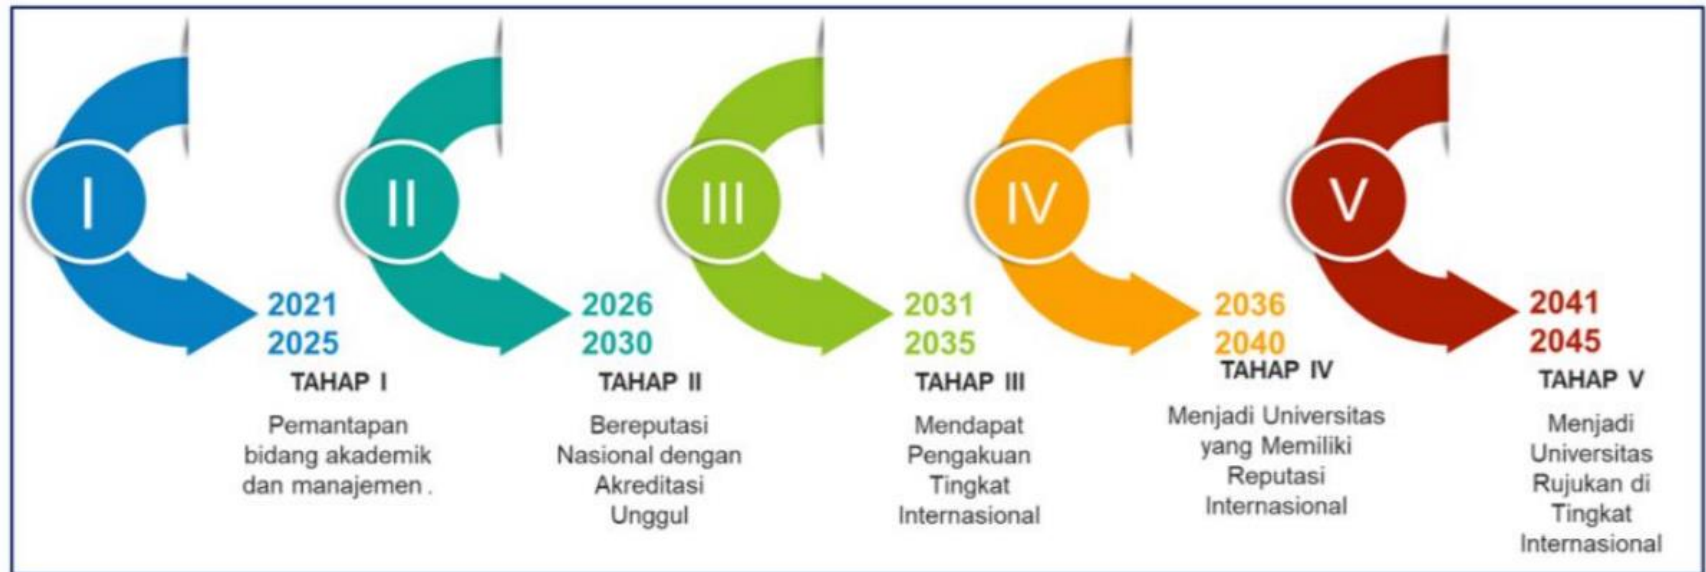 I
2021
2025
TAHAP I
Pemantapan
bidang akademik
dan manajemen .
II
2026
2030
TAHAP II
Bereputasi
Nasional dengan
Akreditasi
Unggul
III
2031
2035
TAHAP III
Mendapat
Pengakuan
Tingkat
Internasional
IV
2036
2040
TAHAP IV
Menjadi Universitas
yang Memiliki
Reputasi
Internasional
V
2041
2045
TAHAP V
Menjadi
Universitas
Rujukan di
Tingkat
Internasional